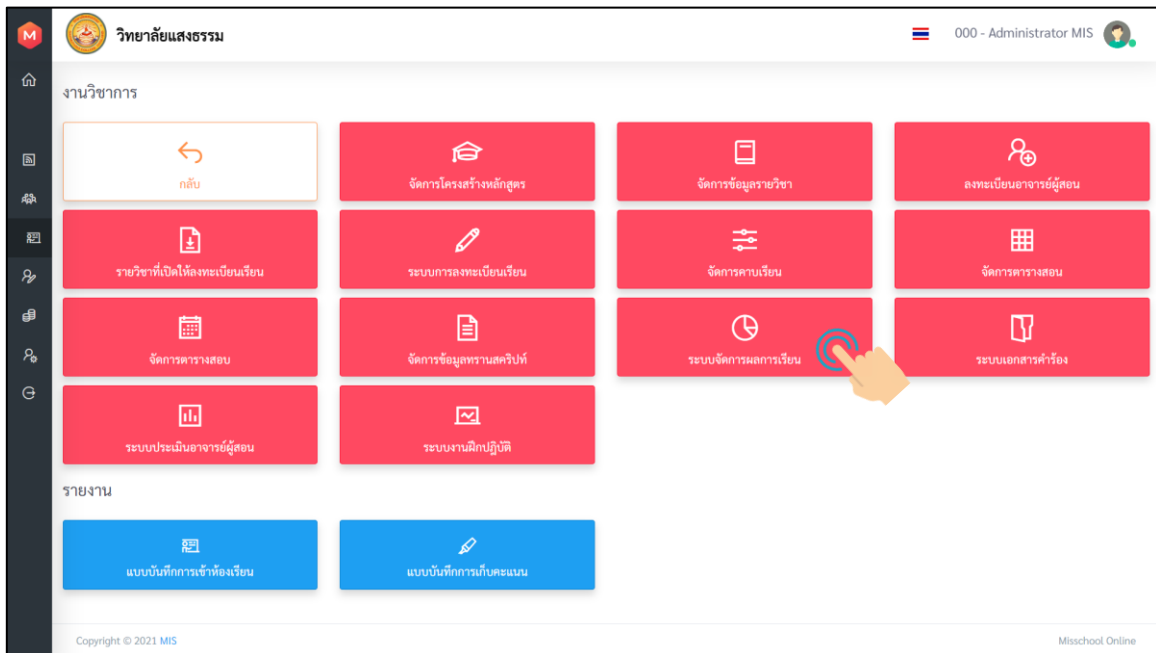 M
วิทยาลัยแสงธรรม
000 - Administrator MIS
งานวิชาการ
กลับ
จัดการโครงสร้างหลักสูตร
จัดการข้อมูลรายวิชา
ลงทะเบียนอาจารย์ผู้สอน
รายวิชาที่เปิดให้ลงทะเบียนเรียน
ระบบการลงทะเบียนเรียน
จัดการคาบเรียน
จัดการตารางสอน
จัดการตารางสอบ
จัดการข้อมูลทรานสคริปท์
ระบบจัดการผลการเรียน
ระบบเอกสารคำร้อง
ระบบประเมินอาจารย์ผู้สอน
ระบบงานฝึกปฏิบัติ
รายงาน
แบบบันทึกการเข้าห้องเรียน
แบบบันทึกการเก็บคะแนน
Copyright © 2021 MIS
Misschool Online